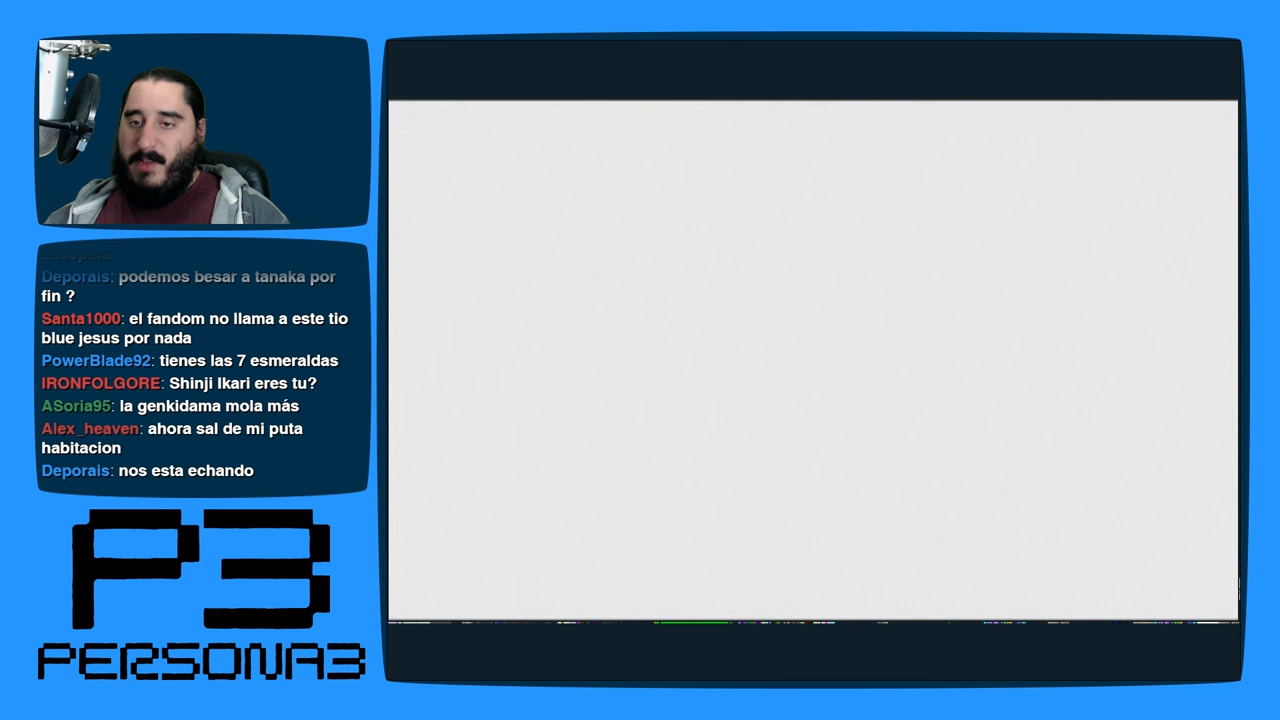 Deporais: podemos besar a tanaka por
fin ?
Santa1000: el fandom no llama a este tio
blue jesus por nada
PowerBlade92: tienes las 7 esmeraldas
IRONFOLGORE: Shinji Ikari eres tu?
ASoria95: la genkidama mola más
Alex_heaven: ahora sal de mi puta
habitacion
Deporais: nos esta echando
P3
PERSONA3